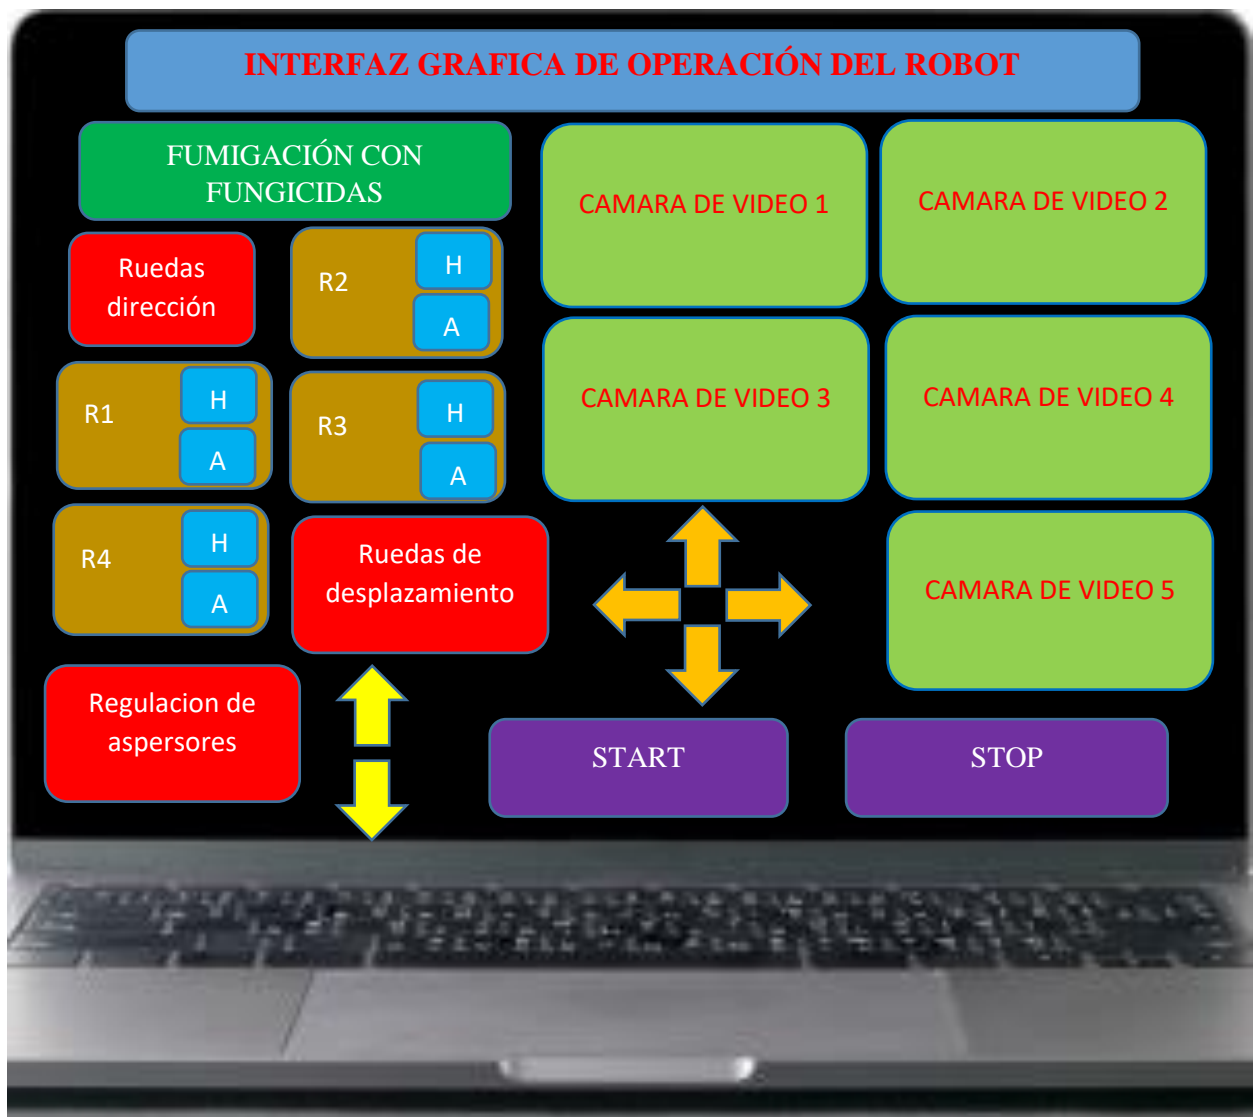 INTERFAZ GRAFICA DE OPERACIÓN DEL ROBOT
FUMIGACIÓN CON
FUNGICIDAS
CAMARA DE VIDEO 1
CAMARA DE VIDEO 2
Ruedas
dirección
R2
H
A
CAMARA DE VIDEO 3
CAMARA DE VIDEO 4
R1
H
A
R3
H
A
R4
H
A
Ruedas de
desplazamiento
CAMARA DE VIDEO 5
Regulacion de
aspersores
START
STOP